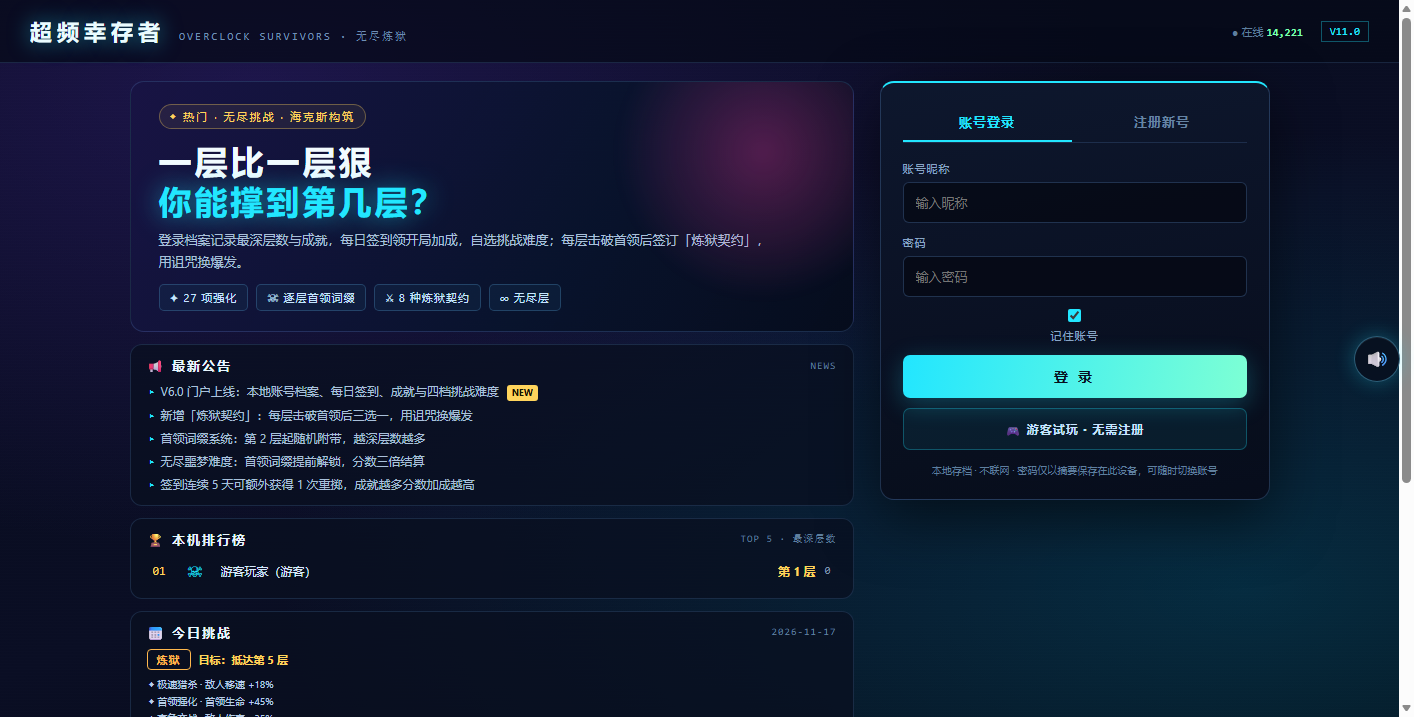 超频幸存者 OVERCLOCK SURVIVORS · 无尽炼狱
在线 14,221 V11.0
✦ 热门 · 无尽挑战 · 海克斯构筑
一层比一层狠
你能撑到第几层?
登录档案记录最深层数与成就，每日签到领开局加成，自选挑战难度；每层击破首领后签订「炼狱契约」，
用诅咒换爆发。
✦ 27 项强化
☠ 逐层首领词缀
⚔ 8 种炼狱契约
∞ 无尽层
最新公告 NEWS
▸ V6.0 门户上线：本地账号档案、每日签到、成就与四档挑战难度 NEW
▸ 新增「炼狱契约」：每层击破首领后三选一，用诅咒换爆发
▸ 首领词缀系统：第 2 层起随机附带，越深层数越多
▸ 无尽噩梦难度：首领词缀提前解锁，分数三倍结算
▸ 签到连续 5 天可额外获得 1 次重掷，成就越多分数加成越高
本机排行榜 TOP 5 · 最深层数
01 游客玩家（游客） 第 1 层 0
今日挑战 2026-11-17
炼狱 目标：抵达第 5 层
✦ 极速猎杀 · 敌人移速 +18%
✦ 首领强化 · 首领生命 +45%
账号登录 注册新号
账号昵称
输入昵称
密码
输入密码
记住账号
登 录
游客试玩 · 无需注册
本地存档 · 不联网 · 密码仅以摘要保存在此设备，可随时切换账号